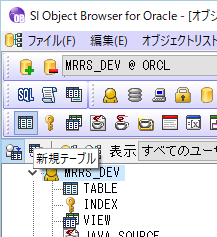 SI Object Browser for Oracle - [オブジ
ファイル(F) 編集(E) オブジェクトリスト
MRRS_DEV @ ORCL
SQL
新規テーブル
表示 すべてのユー
MRRS_DEV
TABLE
INDEX
VIEW
JAVA SOURCE